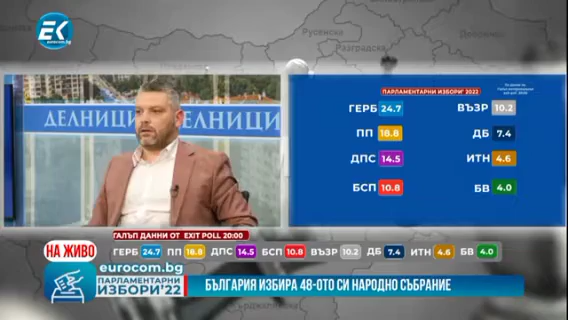 EK
eurocom.bg
Русенска
Разградска
ДЕЛНИЦИ
ДЕЛНИЦИ
ПАРЛАМЕНТАРНИ ИЗБОРИ' 2022
ГЕРБ 24.7
ВЪЗР 10.2
ПП 18.8
ДБ 7.4
ДПС 14.5
ИТН 4.6
БСП 10.8
БВ 4.0
ГАЛЪП ДАННИ ОТ EXIT POLL 20:00
НА ЖИВО
ГЕРБ 24.7 ПП 18.8 ДПС 14.5 БСП 10.8 ВЪЗР 10.2 ДБ 7.4 ИТН 4.6 БВ 4.0
eurocom.bg
ПАРЛАМЕНТАРНИ
ИЗБОРИ'22
БЪЛГАРИЯ ИЗБИРА 48-ОТО СИ НАРОДНО СЪБРАНИЕ